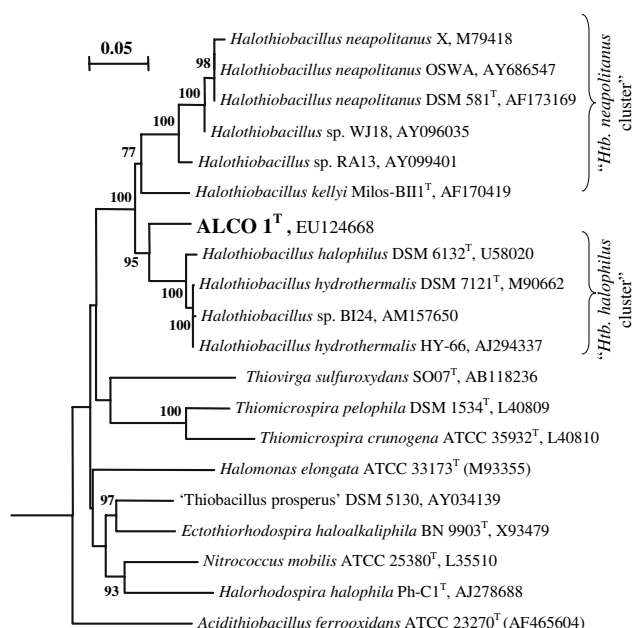 0.05
Halothiobacillus neapolitanus X, M79418
98
Halothiobacillus neapolitanus OSWA, AY686547
100
Halothiobacillus neapolitanus DSM 581ᵀ, AF173169
100
Halothiobacillus sp. WJ18, AY096035
77
Halothiobacillus sp. RA13, AY099401
100
Halothiobacillus kellyi Milos-BII1ᵀ, AF170419
"Htb. neapolitanus
cluster"
ALCO 1ᵀ, EU124668
95
Halothiobacillus halophilus DSM 6132ᵀ, U58020
100
Halothiobacillus hydrothermalis DSM 7121ᵀ, M90662
100
Halothiobacillus sp. BI24, AM157650
Halothiobacillus hydrothermalis HY-66, AJ294337
"Htb. halophilus
cluster"
Thiovirga sulfuroxydans SO07ᵀ, AB118236
100
Thiomicrospira pelophila DSM 1534ᵀ, L40809
Thiomicrospira crunogena ATCC 35932ᵀ, L40810
Halomonas elongata ATCC 33173ᵀ (M93355)
97
'Thiobacillus prosperus' DSM 5130, AY034139
Ectothiorhodospira haloalkaliphila BN 9903ᵀ, X93479
Nitrococcus mobilis ATCC 25380ᵀ, L35510
93
Halorhodospira halophila Ph-C1ᵀ, AJ278688
Acidithiobacillus ferrooxidans ATCC 23270ᵀ (AF465604)